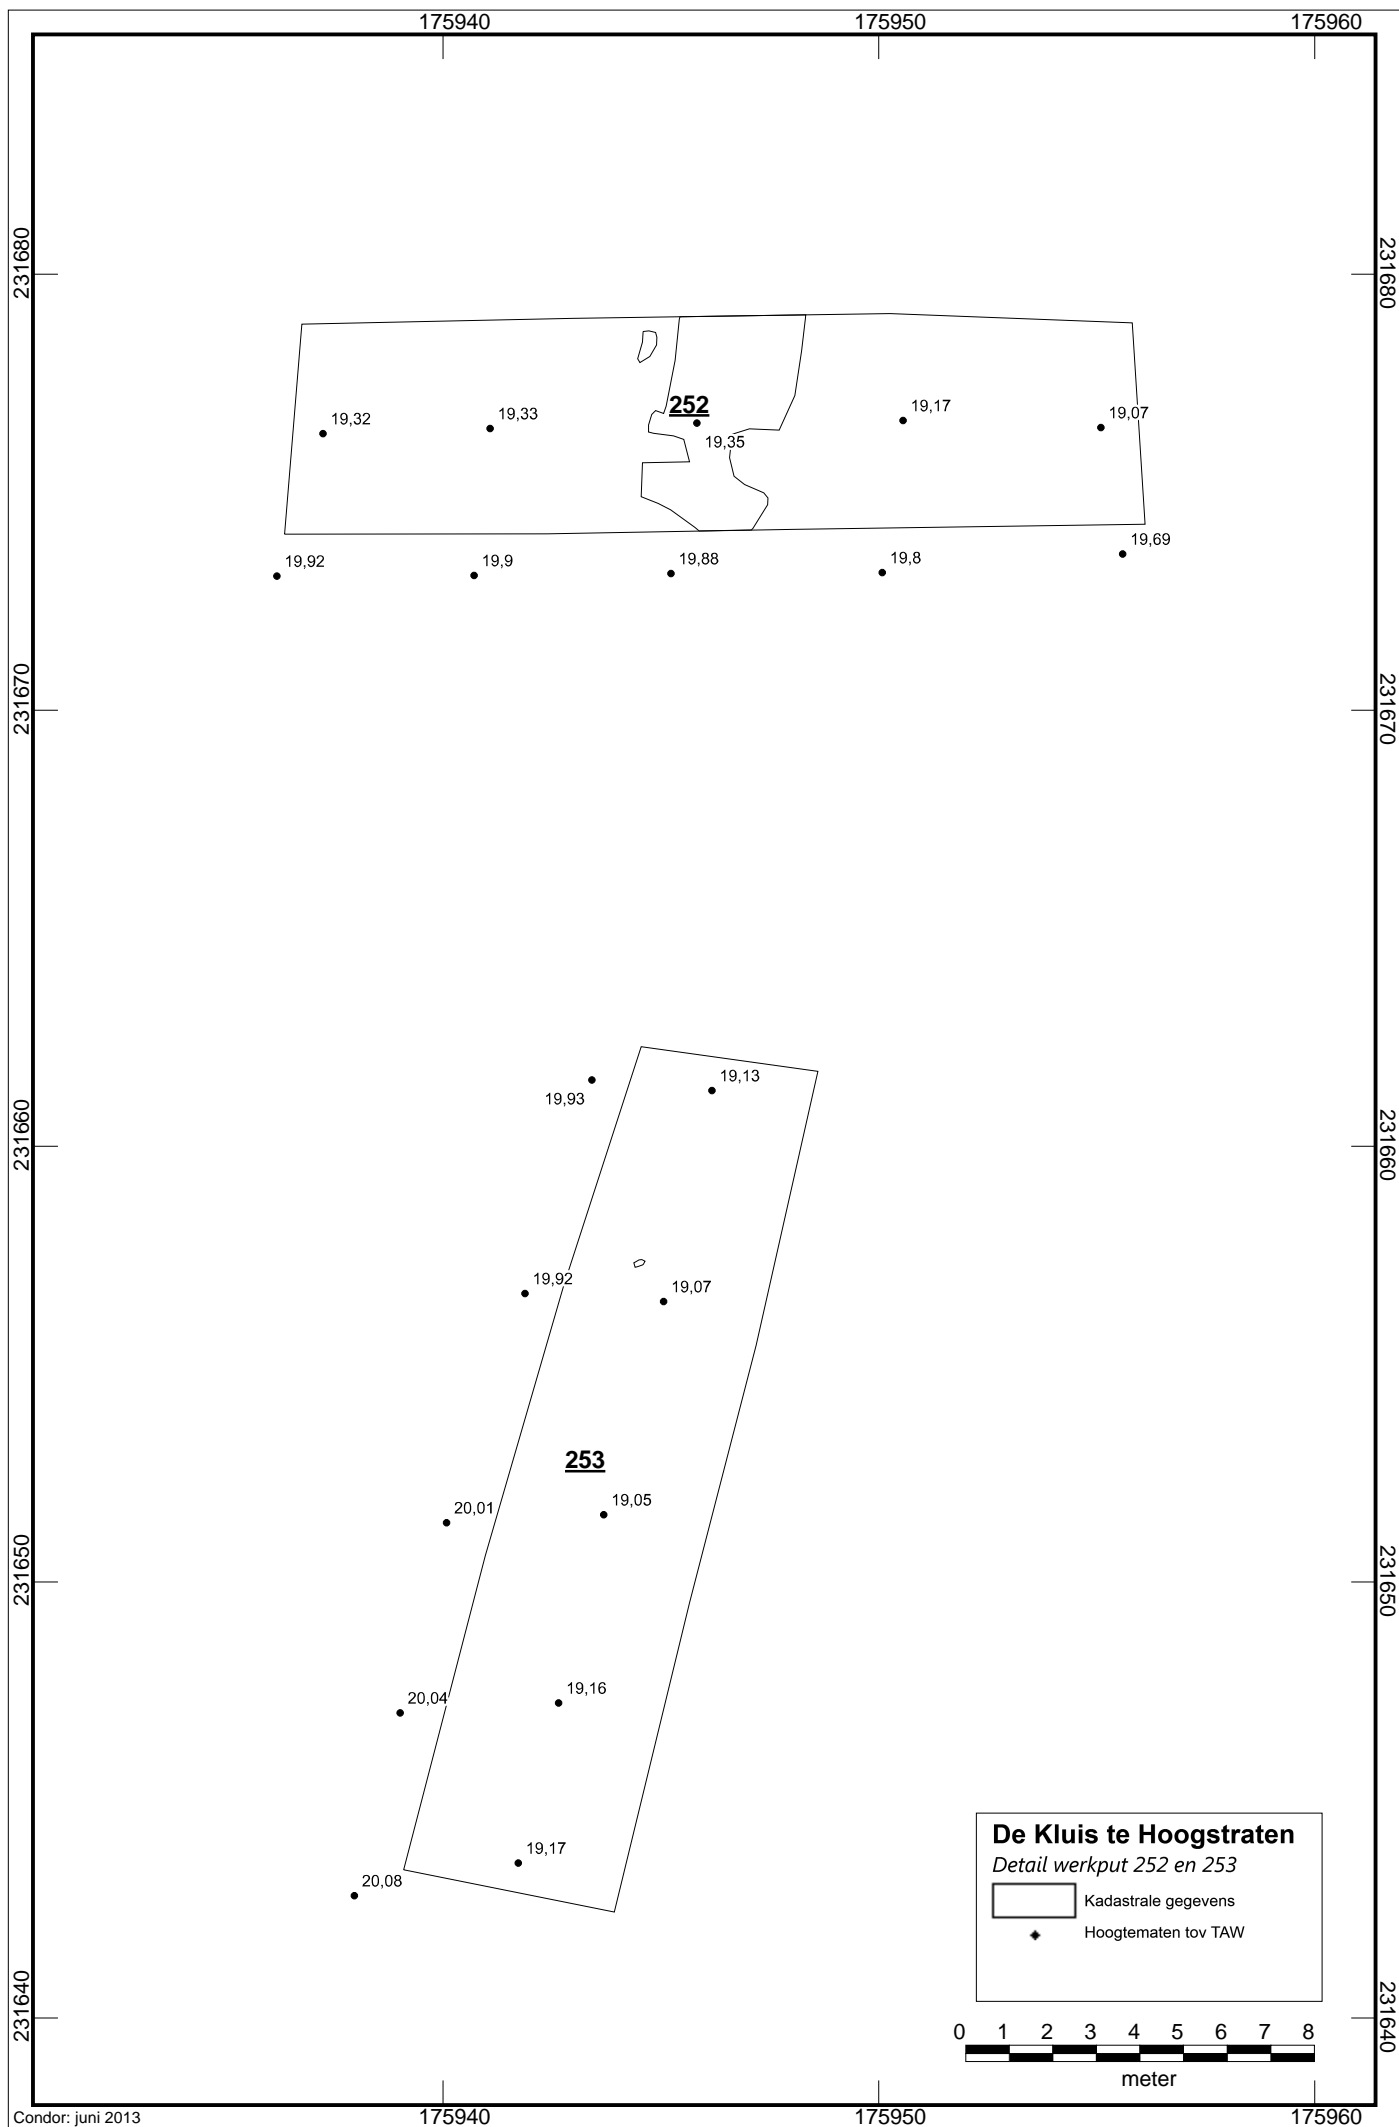 175940 175950 175960
231680 231680
252
19,32 19,33 19,35 19,17 19,07
19,92 19,9 19,88 19,8 19,69
231670 231670
19,93 19,13
231660 231660
19,92 19,07
253
20,01 19,05
231650 231650
20,04 19,16
19,17
20,08
De Kluis te Hoogstraten
Detail werkput 252 en 253
Kadastrale gegevens
Hoogtematen tov TAW
231640 231640
0 1 2 3 4 5 6 7 8
meter
Condor: juni 2013
175940 175950 175960